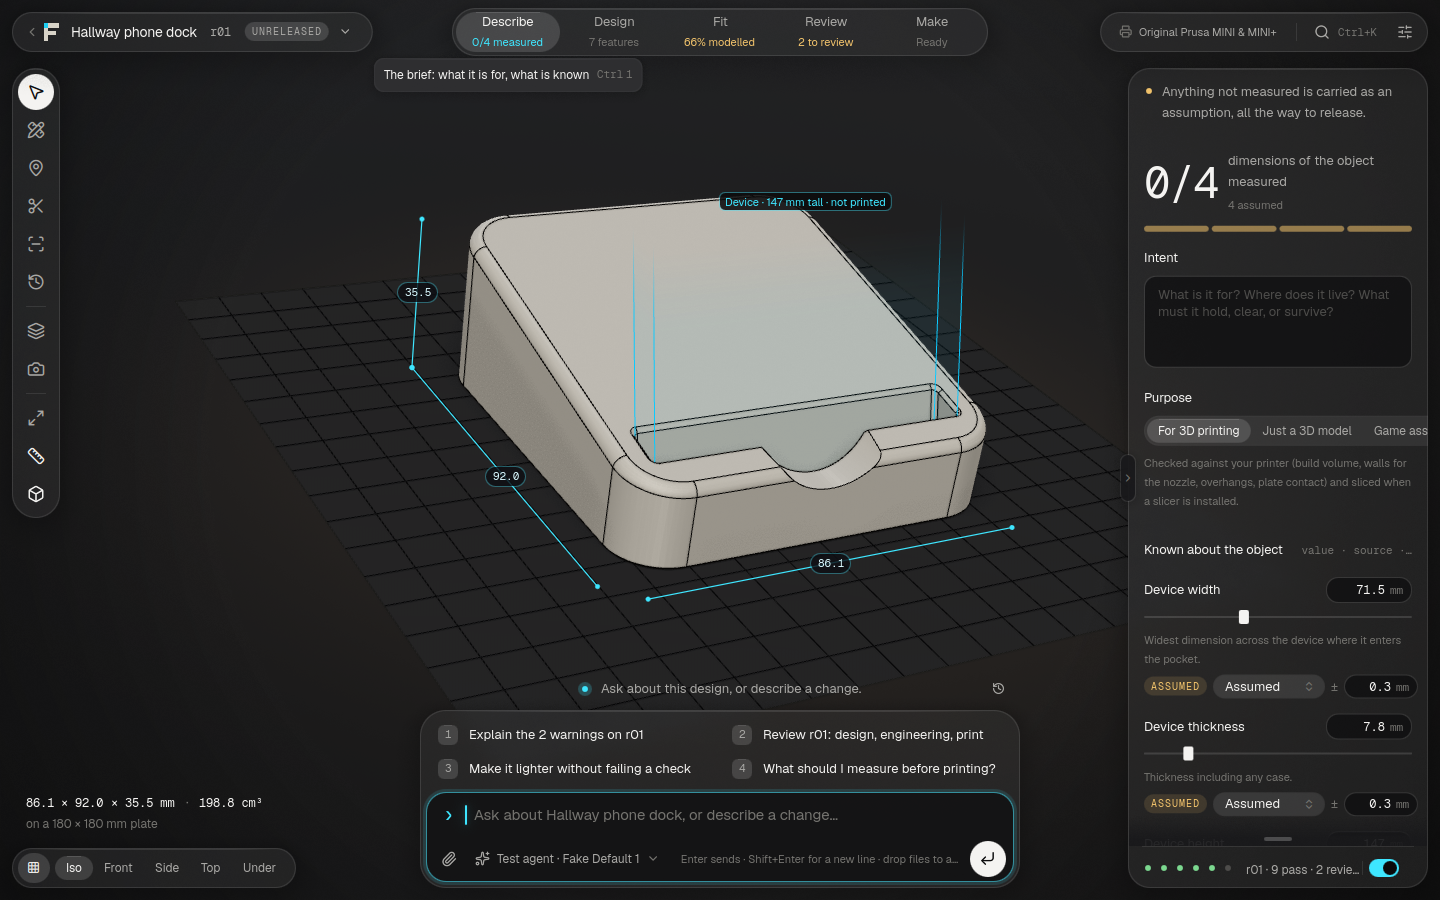 Hallway phone dock r01 UNRELEASED
Describe
0/4 measured
Design
7 features
Fit
66% modelled
Review
2 to review
Make
Ready
Original Prusa MINI & MINI+
Ctrl+K
The brief: what it is for, what is known Ctrl 1
Device · 147 mm tall · not printed
35.5
92.0
86.1
Anything not measured is carried as an
assumption, all the way to release.
0/4
dimensions of the object
measured
4 assumed
Intent
What is it for? Where does it live? What
must it hold, clear, or survive?
Purpose
For 3D printing Just a 3D model Game ass
Checked against your printer (build volume, walls for
the nozzle, overhangs, plate contact) and sliced when
a slicer is installed.
Known about the object value · source ·…
Device width 71.5 mm
Widest dimension across the device where it enters
the pocket.
ASSUMED Assumed ± 0.3 mm
Device thickness 7.8 mm
Thickness including any case.
ASSUMED Assumed ± 0.3 mm
Device height 147
r01 · 9 pass · 2 revie…
Ask about this design, or describe a change.
1 Explain the 2 warnings on r01
2 Review r01: design, engineering, print
3 Make it lighter without failing a check
4 What should I measure before printing?
Ask about Hallway phone dock, or describe a change…
Test agent · Fake Default 1
Enter sends · Shift+Enter for a new line · drop files to a…
86.1 × 92.0 × 35.5 mm · 198.8 cm³
on a 180 × 180 mm plate
Iso Front Side Top Under